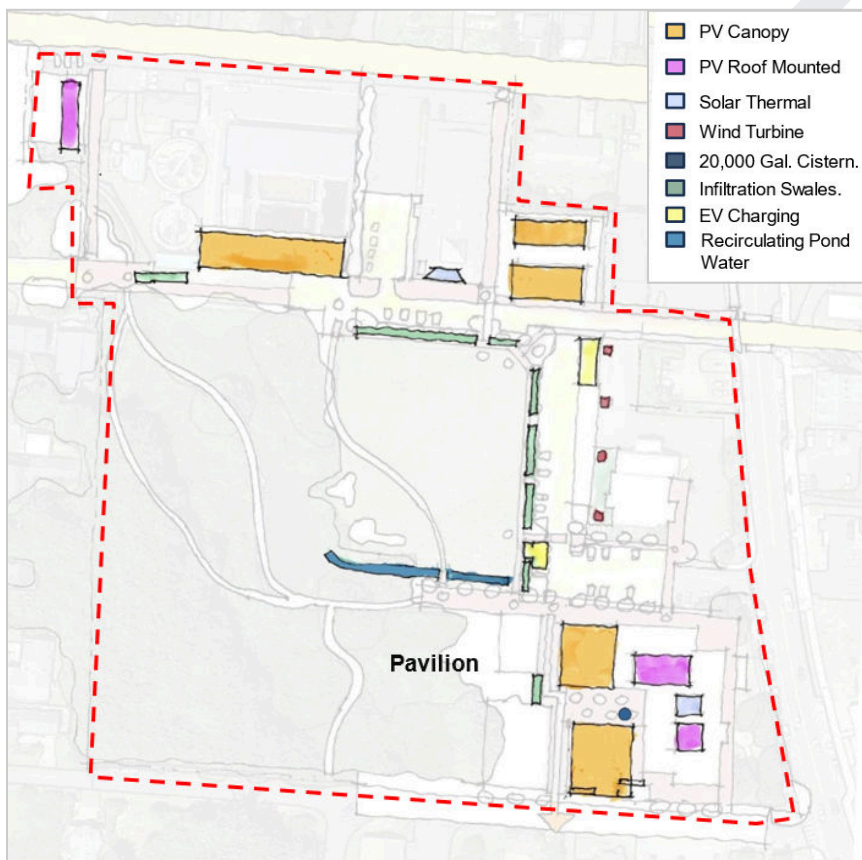 PV Canopy
PV Roof Mounted
Solar Thermal
Wind Turbine
20,000 Gal. Cistern.
Infiltration Swales.
EV Charging
Recirculating Pond
Water
Pavilion